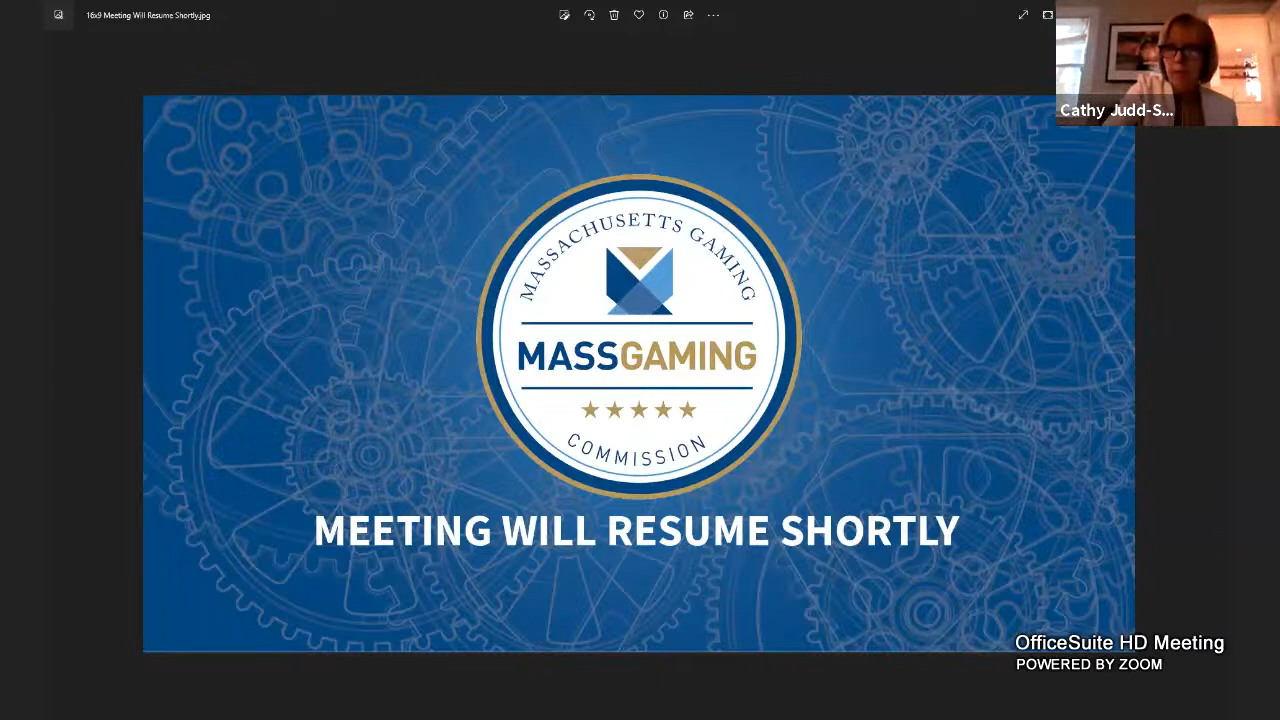 16x9 Meeting Will Resume Shortly.jpg
Cathy Judd-S...
MASSACHUSETTS GAMING
MASSGAMING
COMMISSION
MEETING WILL RESUME SHORTLY
OfficeSuite HD Meeting
POWERED BY ZOOM